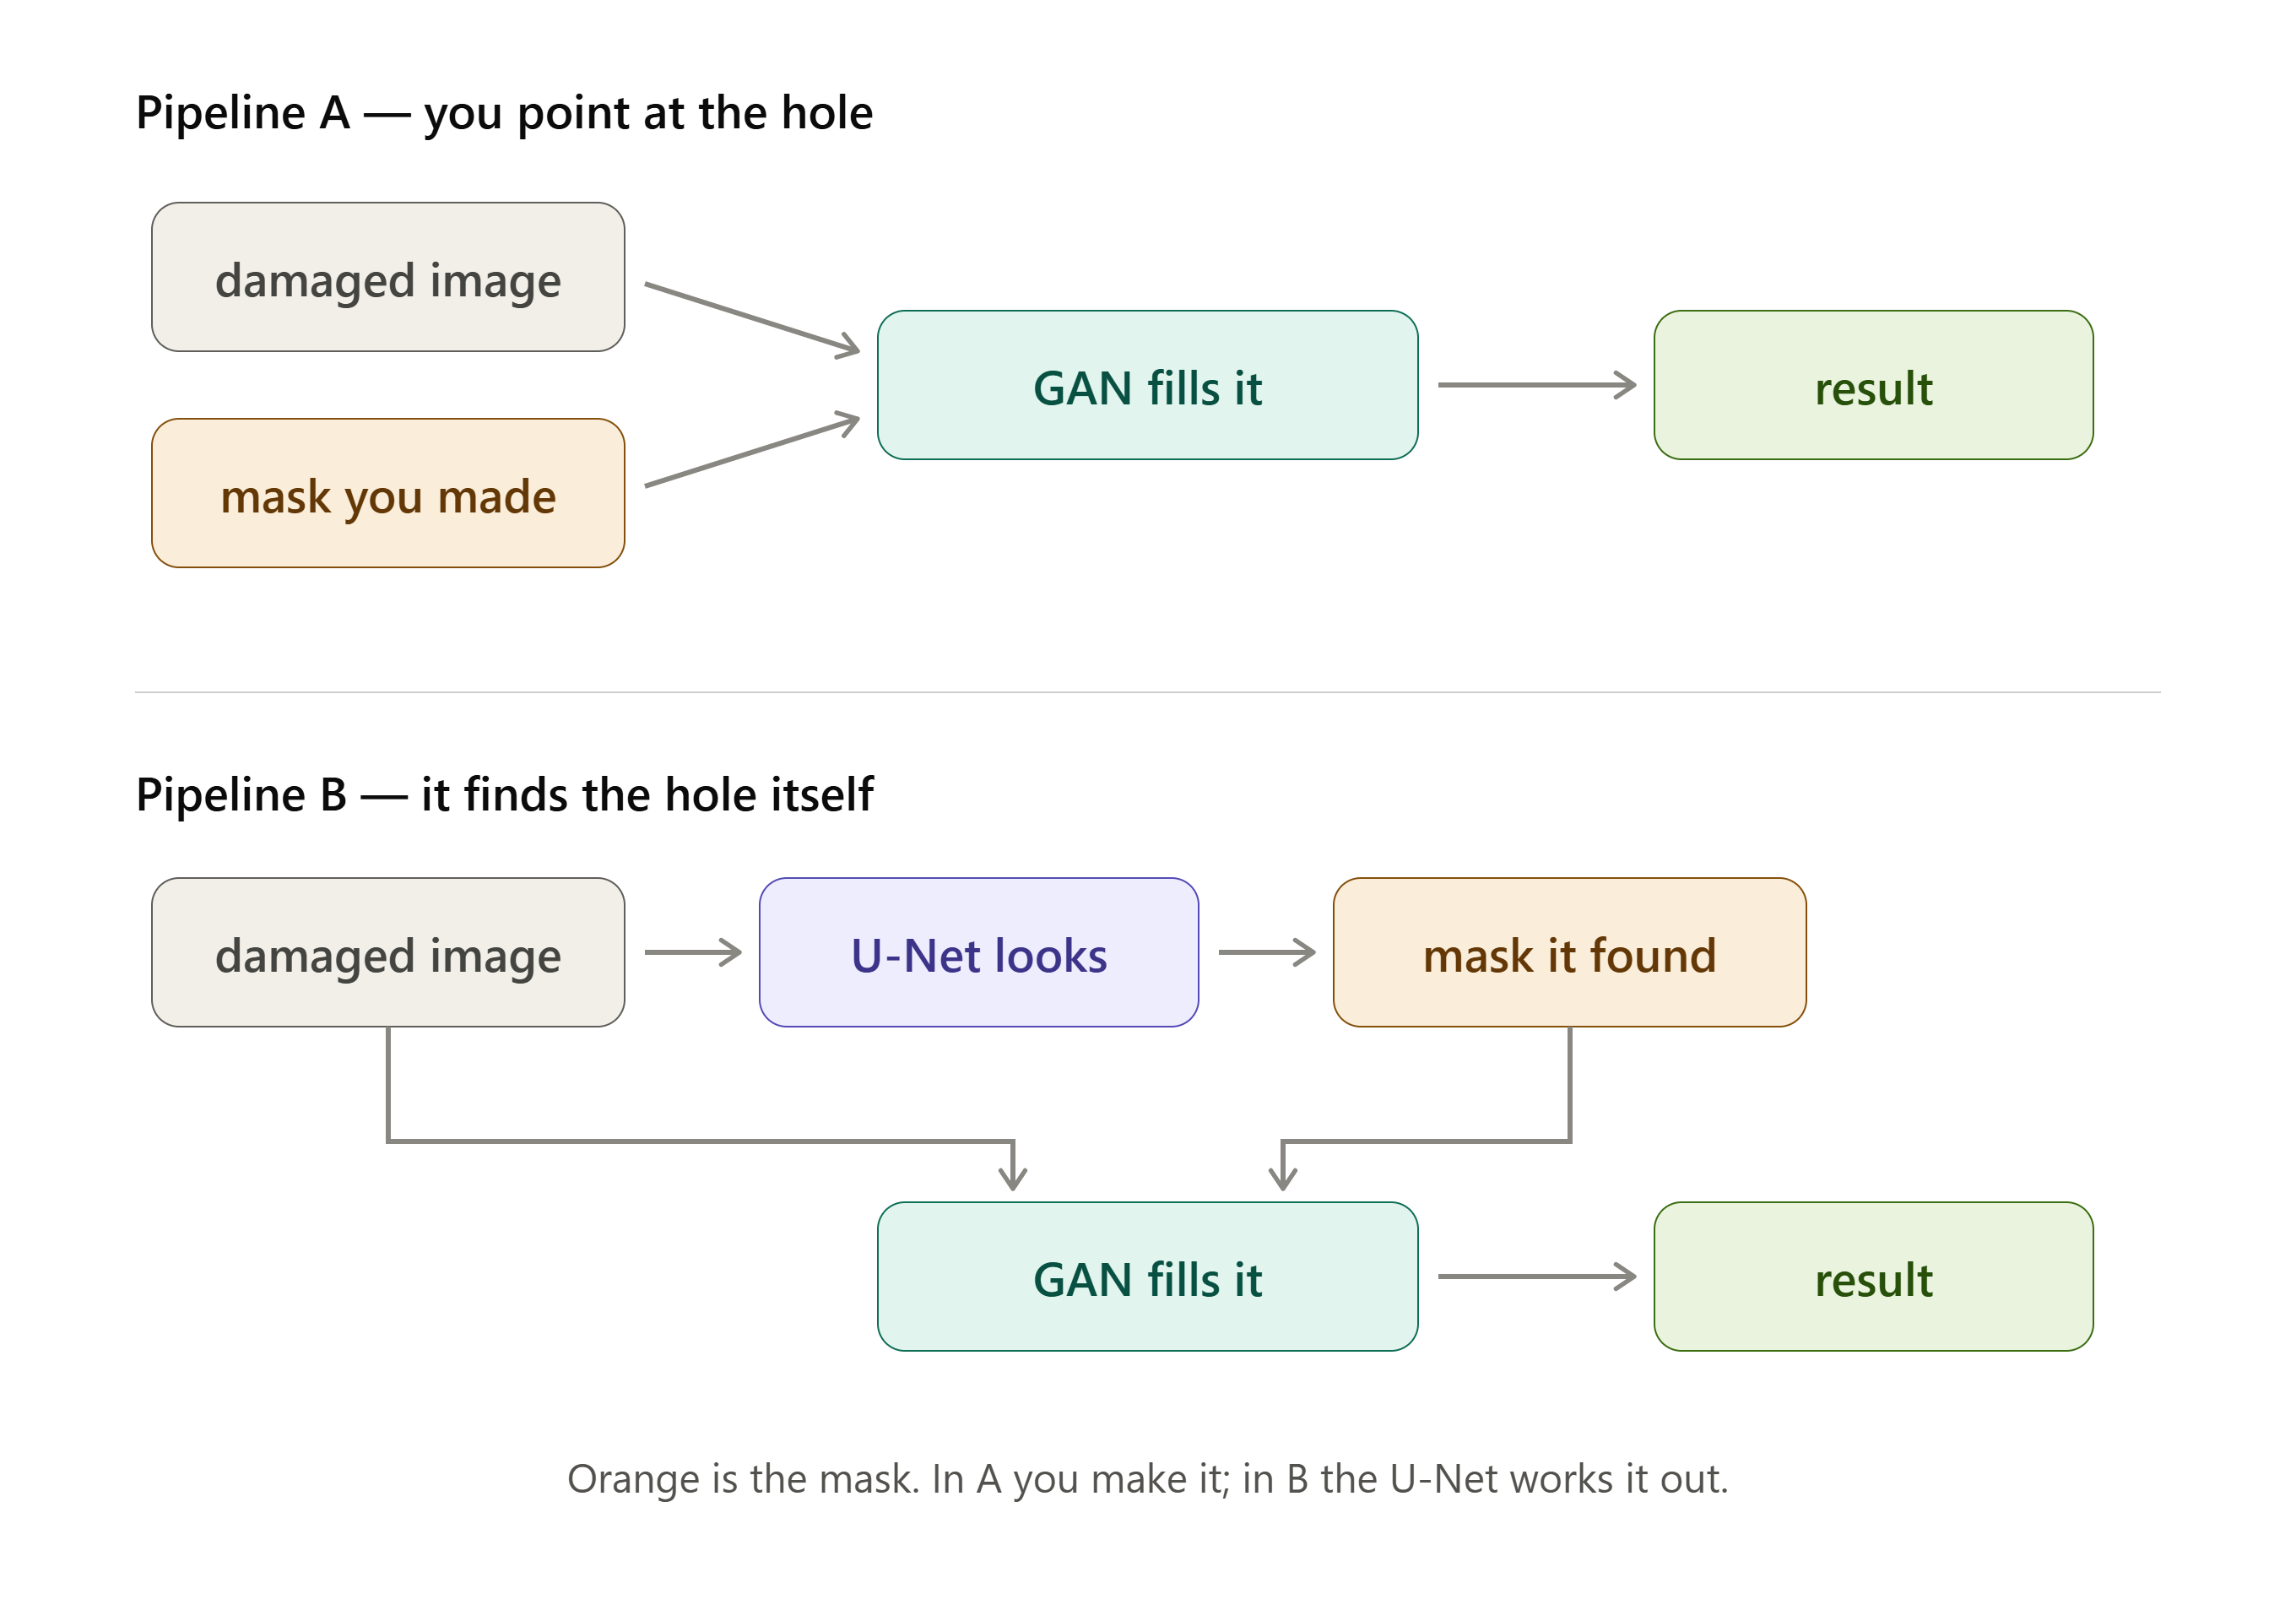 Pipeline A — you point at the hole
damaged image
mask you made
GAN fills it
result
Pipeline B — it finds the hole itself
damaged image
U-Net looks
mask it found
GAN fills it
result
Orange is the mask. In A you make it; in B the U-Net works it out.